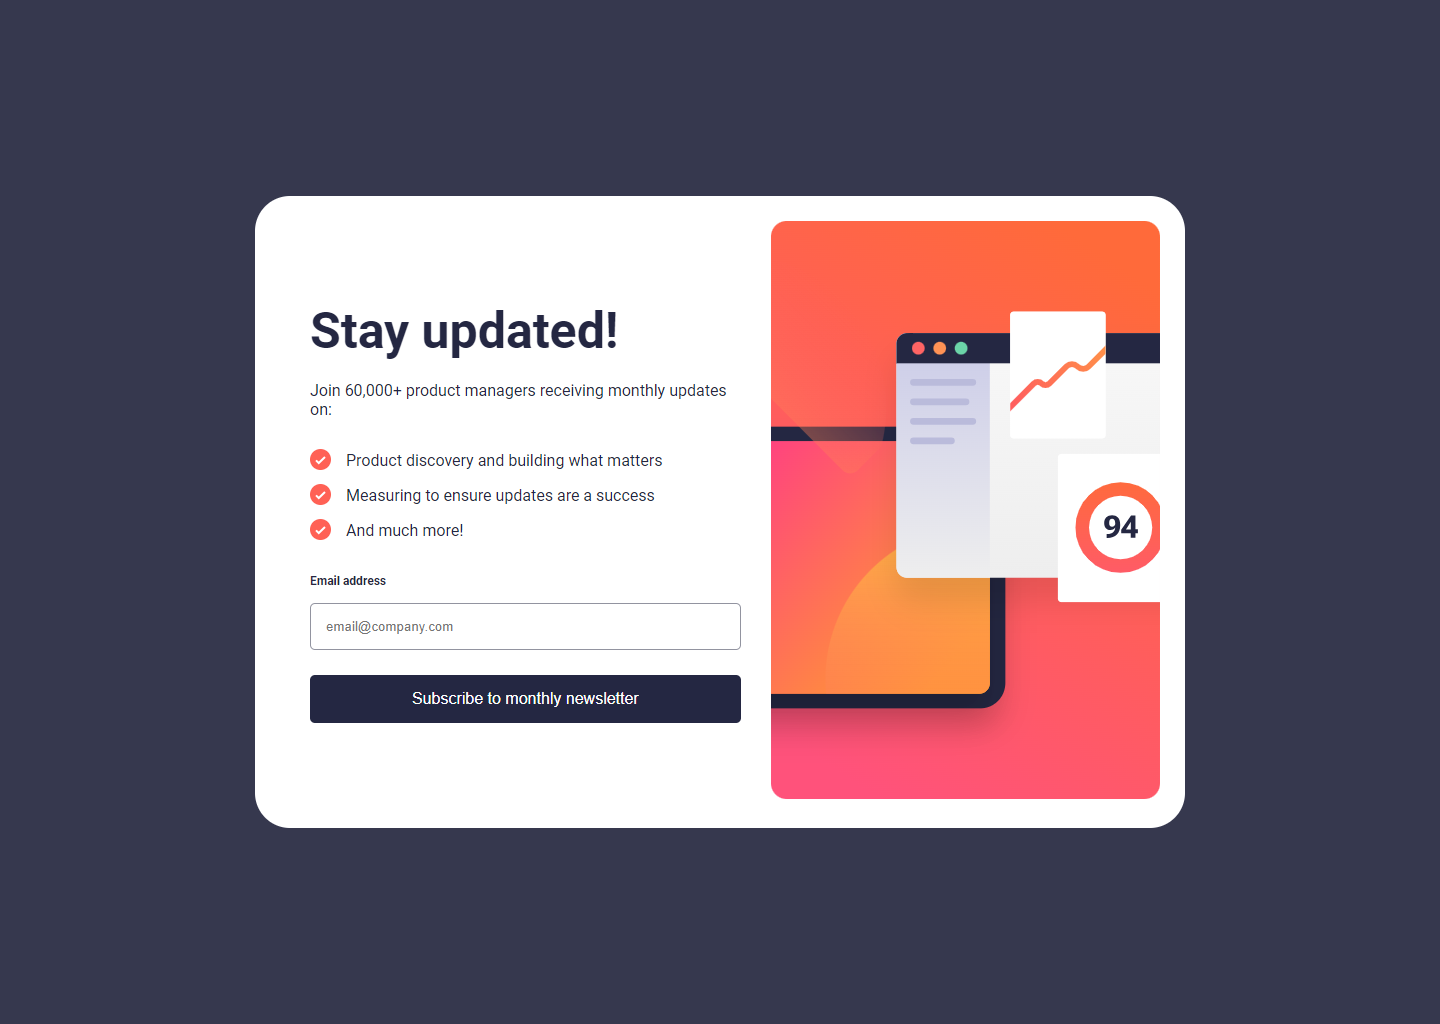 Stay updated!
Join 60,000+ product managers receiving monthly updates
on:
Product discovery and building what matters
Measuring to ensure updates are a success
And much more!
Email address
email@company.com
Subscribe to monthly newsletter
94